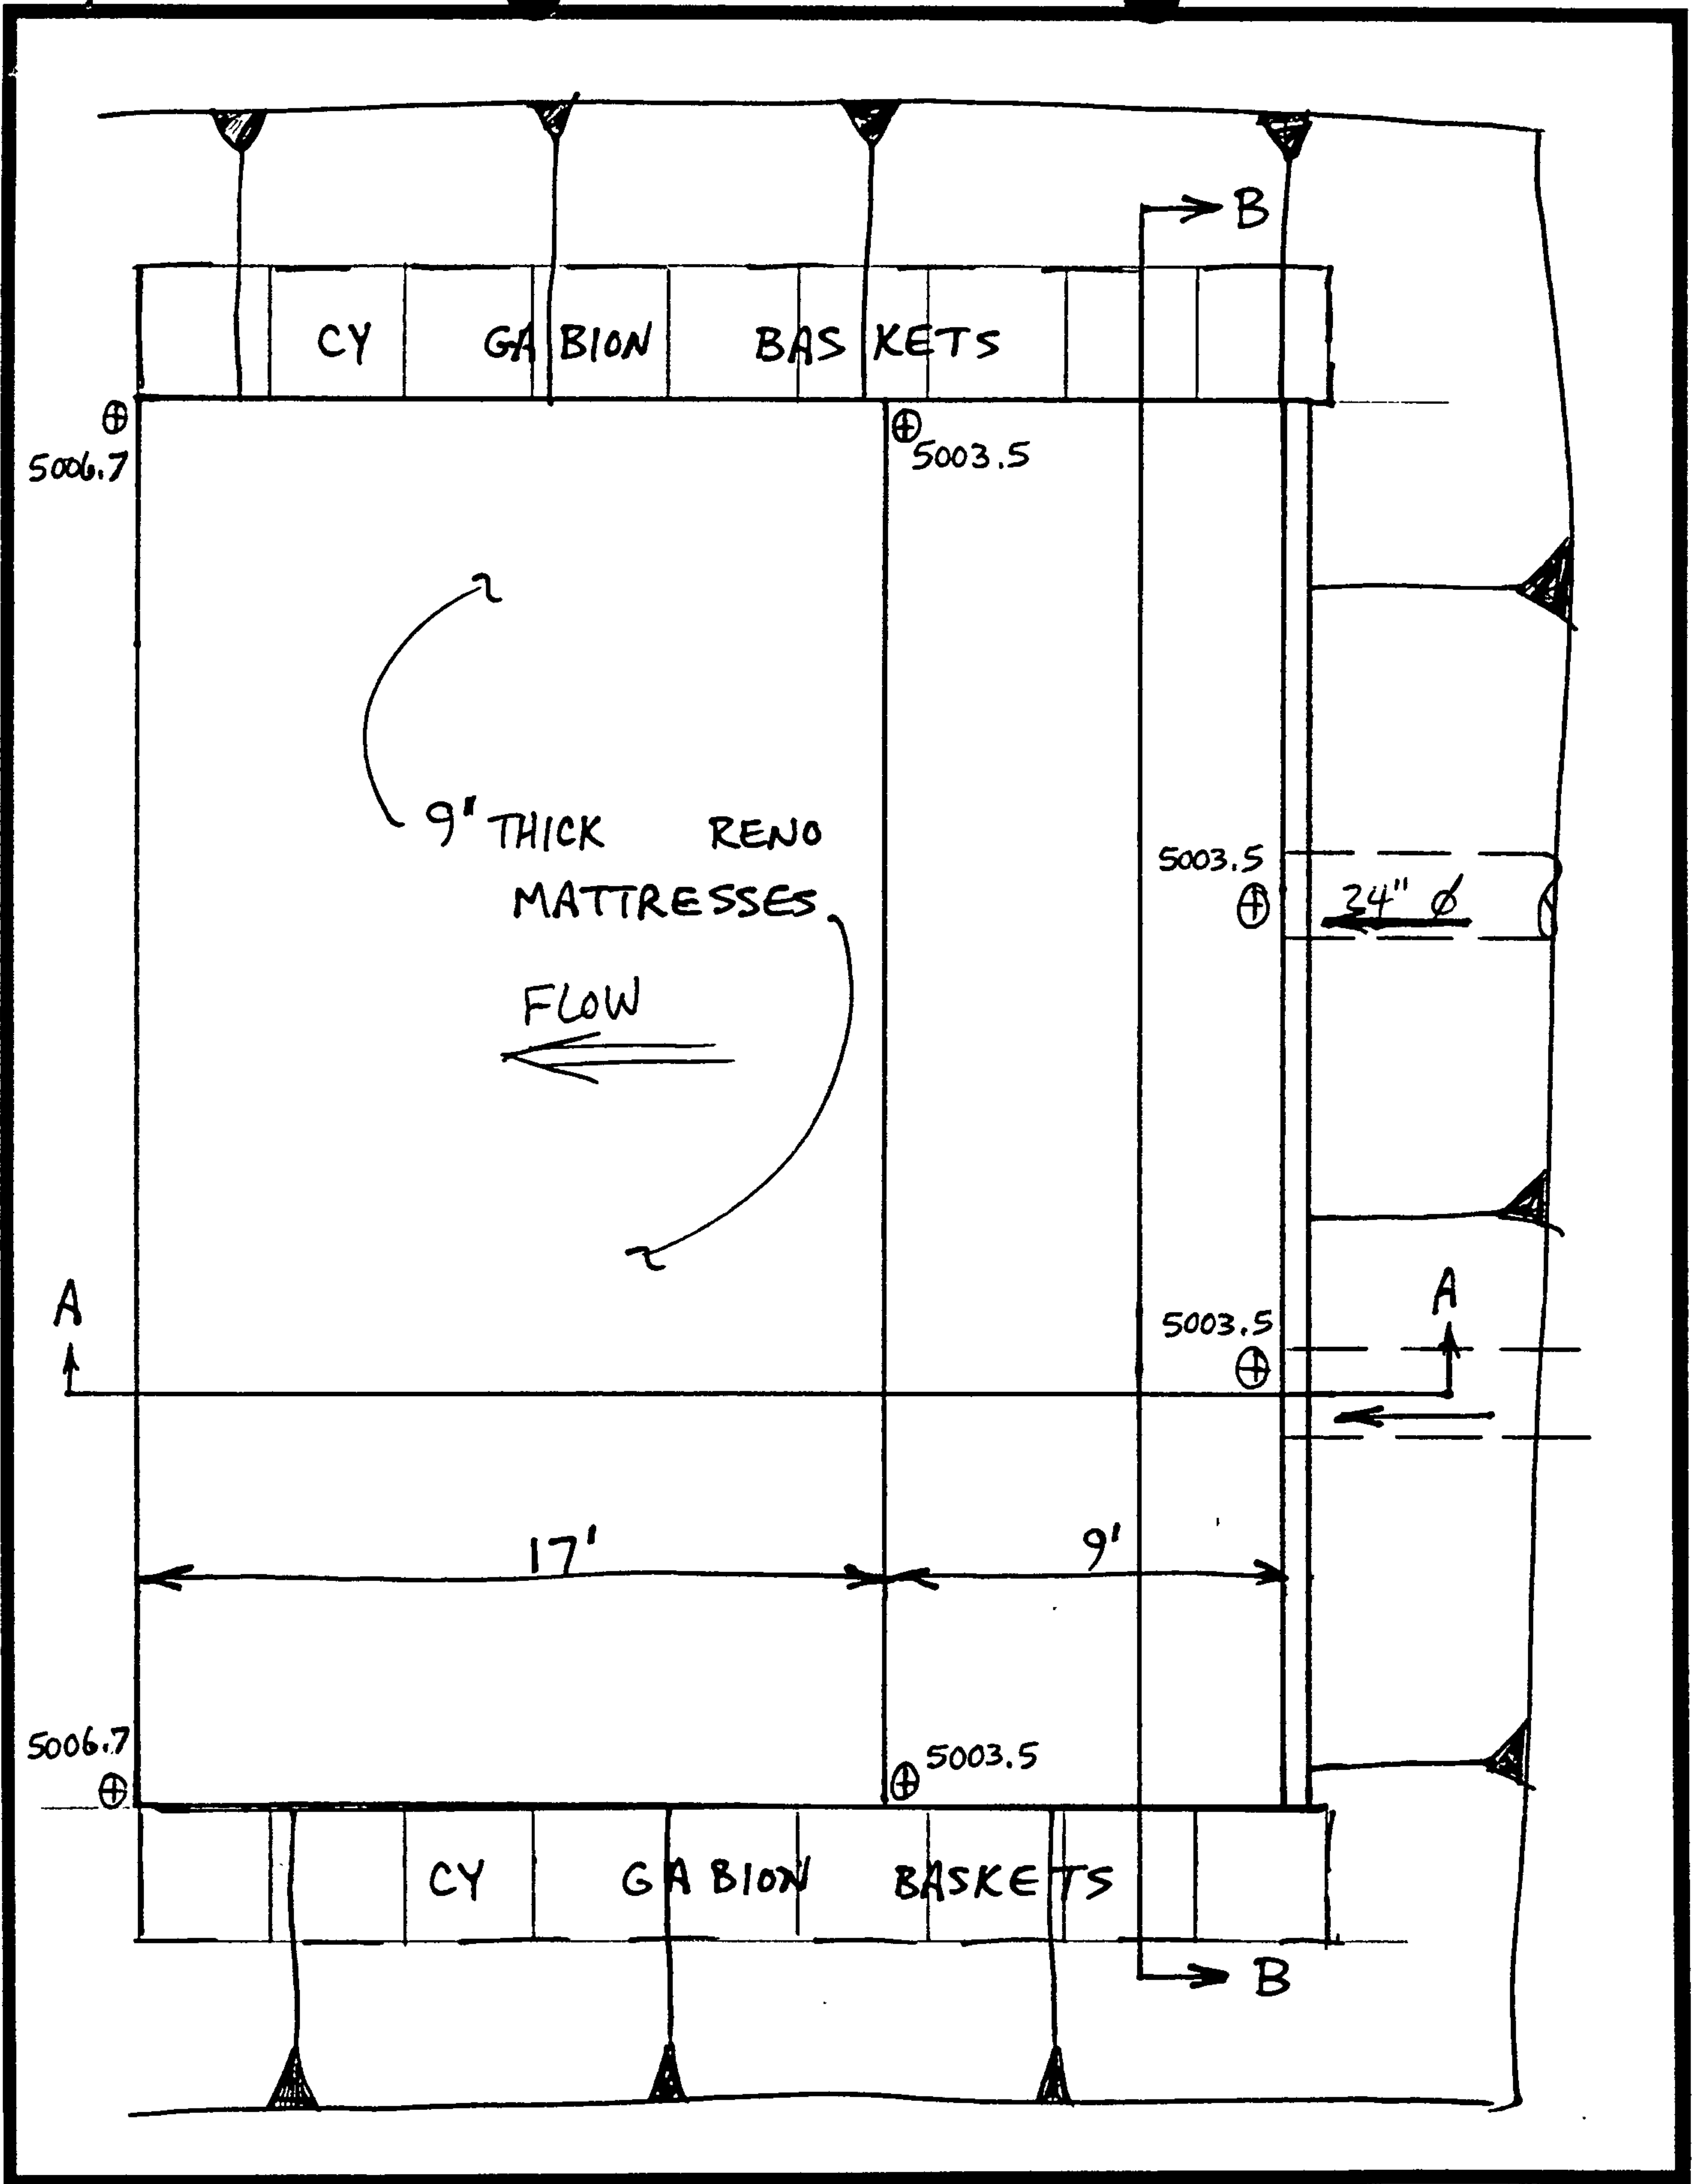 B
CY GABION BASKETS
5006.7
5003.5
9" THICK RENO
MATTRESSES
5003.5
24" ϕ
FLOW
A
A
5003.5
17'
9'
5006.7
5003.5
CY GABION BASKETS
B